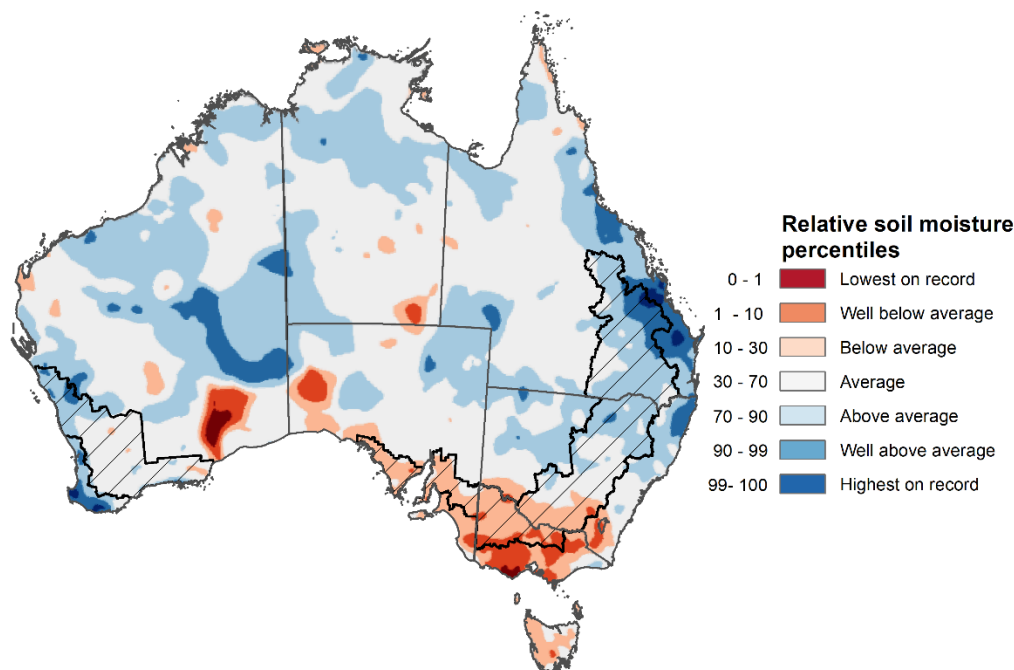 Relative soil moisture
percentiles
0 - 1 Lowest on record
1 - 10 Well below average
10 - 30 Below average
30 - 70 Average
70 - 90 Above average
90 - 99 Well above average
99- 100 Highest on record